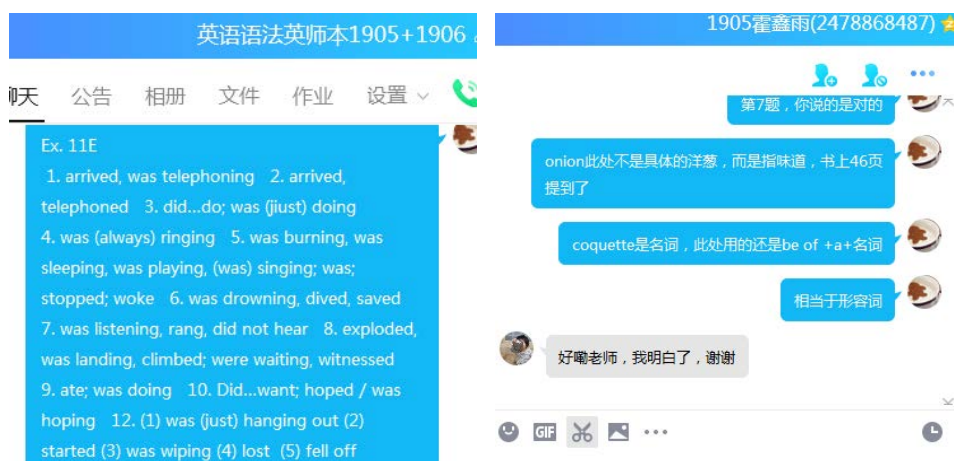 英语语法英师本1905+1906
聊天 公告 相册 文件 作业 设置
Ex. 11E
1. arrived, was telephoning 2. arrived,
telephoned 3. did...do; was (jiust) doing
4. was (always) ringing 5. was burning, was
sleeping, was playing, (was) singing; was;
stopped; woke 6. was drowning, dived, saved
7. was listening, rang, did not hear 8. exploded,
was landing, climbed; were waiting, witnessed
9. ate; was doing 10. Did...want; hoped / was
hoping 12. (1) was (just) hanging out (2)
started (3) was wiping (4) lost (5) fell off
1905霍鑫雨(2478868487)
第7题，你说的是对的
onion此处不是具体的洋葱，而是指味道，书上46页
提到了
coquette是名词，此处用的还是be of +a+名词
相当于形容词
好嘞老师，我明白了，谢谢
GIF